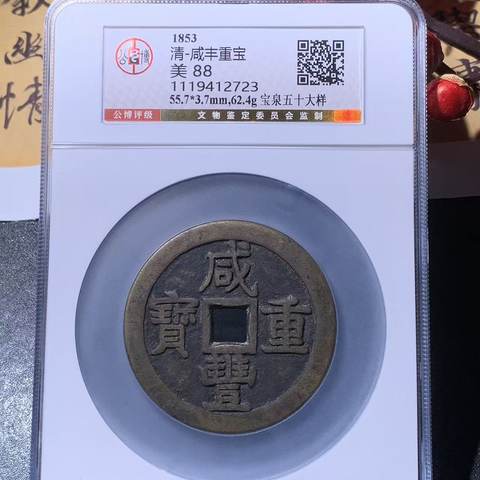 1853
清-咸丰重宝
美 88
1119412723
55.7*3.7mm,62.4g 宝泉五十大样
公博
公博评级
文物鉴定委员会监制
咸
寶 重
豐